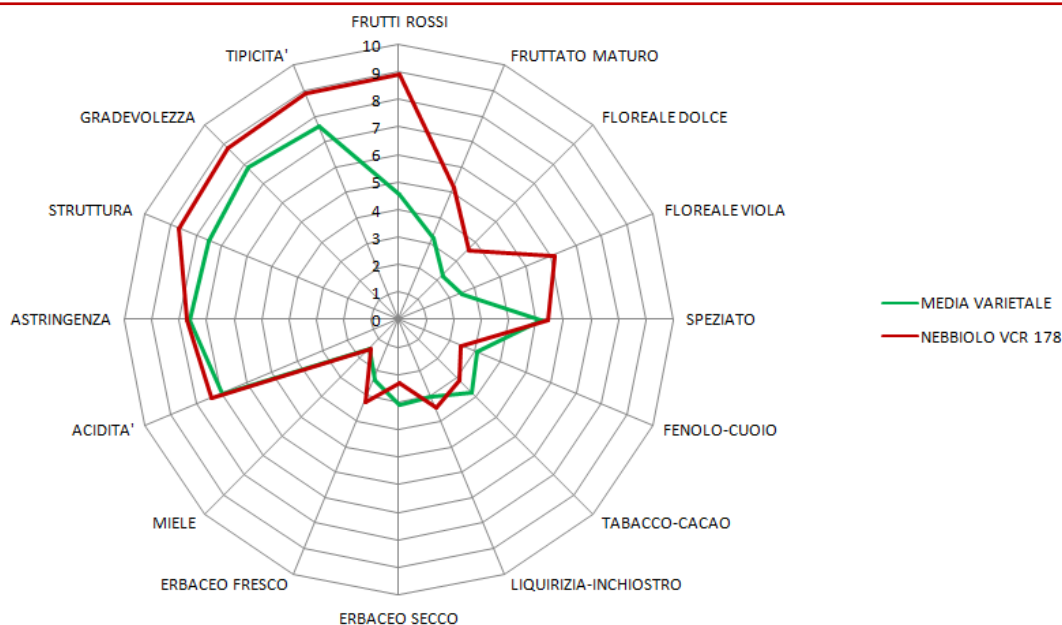 FRUTTI ROSSI
FRUTTATO MATURO
FLOREALE DOLCE
FLOREALE VIOLA
SPEZIATO
FENOLO-CUOIO
TABACCO-CACAO
LIQUIRIZIA-INCHIOSTRO
ERBACEO SECCO
ERBACEO FRESCO
MIELE
ACIDITA'
ASTRINGENZA
STRUTTURA
GRADEVOLEZZA
TIPICITA'
10
9
8
7
6
5
4
3
2
1
0
MEDIA VARIETALE
NEBBIOLO VCR 178